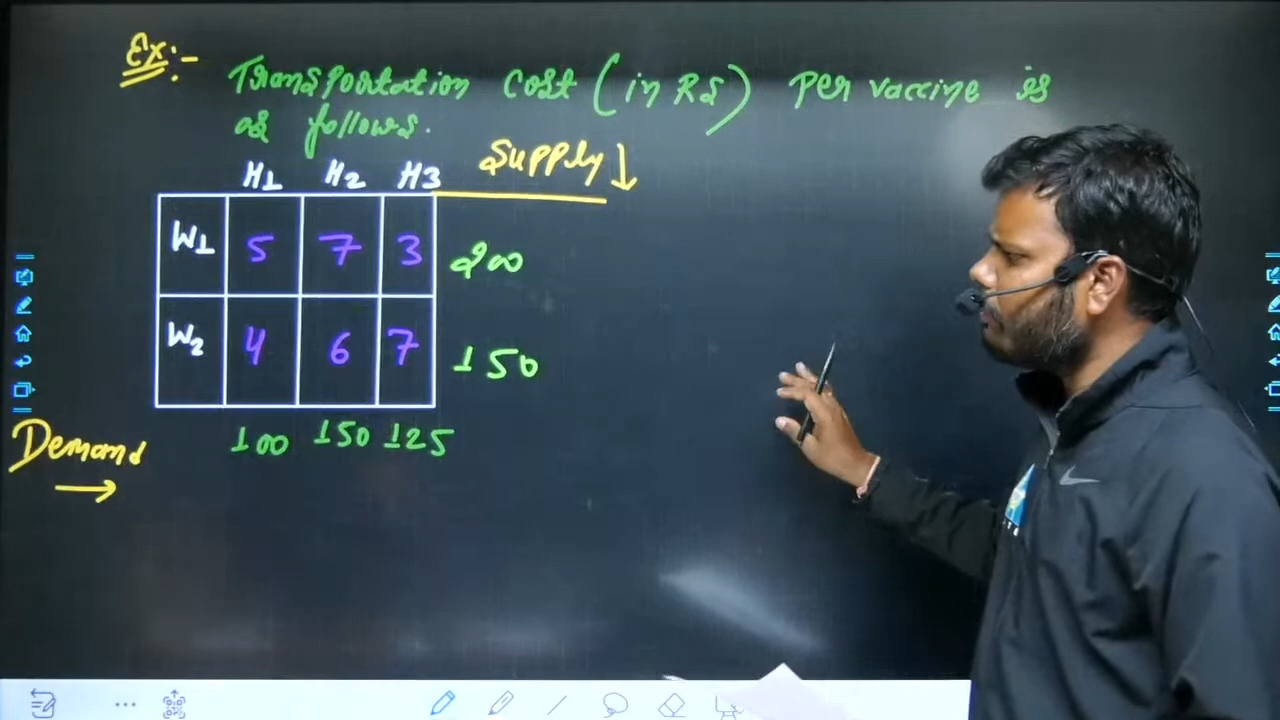 Ex:-
Transportation Cost (in RS) per vaccine is
as follows.
Supply ↓
H1 H2 H3
W1 5 7 3 200
W2 4 6 7 150
Demand 100 150 125
→